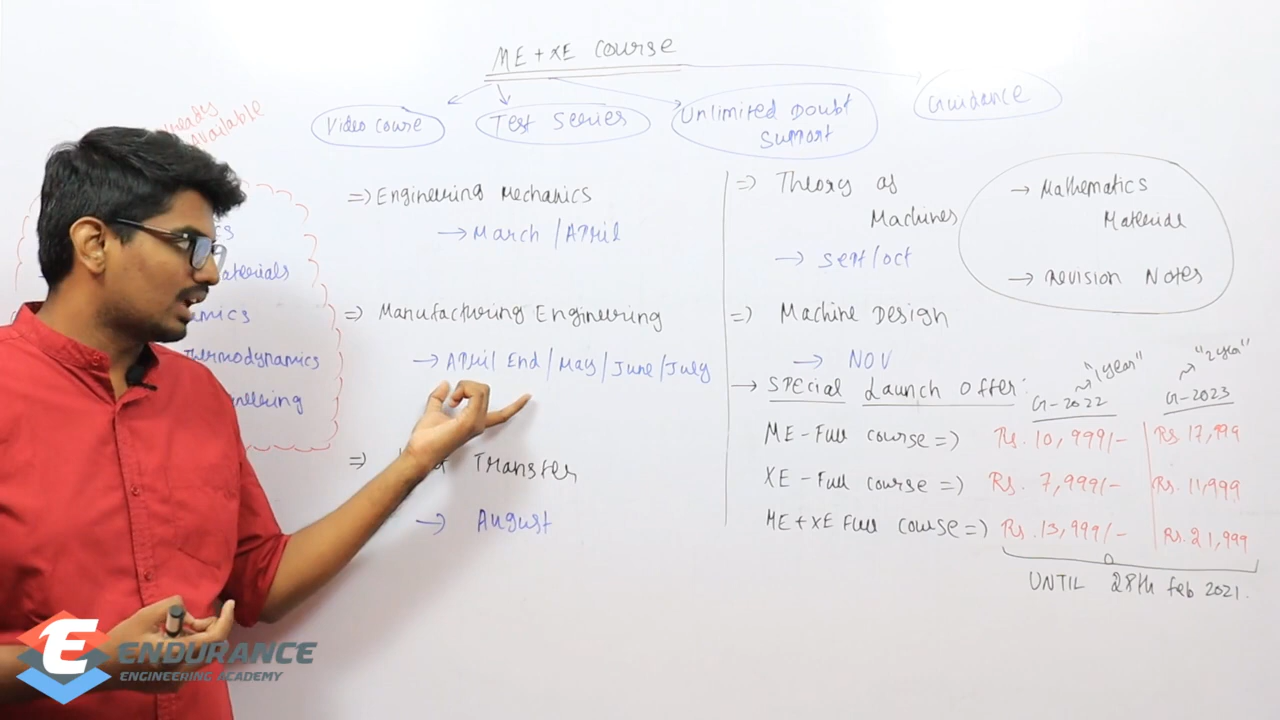 ME + XE COURSE
Video Course
Test Series
Unlimited Doubt
Support
Guidance
Available
Materials
Thermodynamics
=> Engineering Mechanics
→ March / April
=> Manufacturing Engineering
→ April End / May / June / July
=> Transfer
→ August
=> Theory of
Machines
→ Sept/Oct
=> Machine Design
→ NOV
→ Mathematics
Material
→ Revision Notes
→ Special Launch Offer:
→ "1 year"
G-2022
→ "2 year"
G-2023
ME - Full course => Rs. 10,999/- Rs 17,999
XE - Full course => Rs. 7,999/- Rs. 11,999
ME + XE Full course => Rs. 13,999/- Rs. 21,999
UNTIL 28th Feb 2021.
E ENDURANCE
ENGINEERING ACADEMY